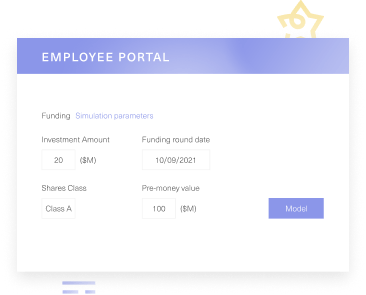 EMPLOYEE PORTAL
Funding Simulation parameters
Investment Amount Funding round date
20 ($M) 10/09/2021
Shares Class Pre-money value
Class A 100 ($M) Model